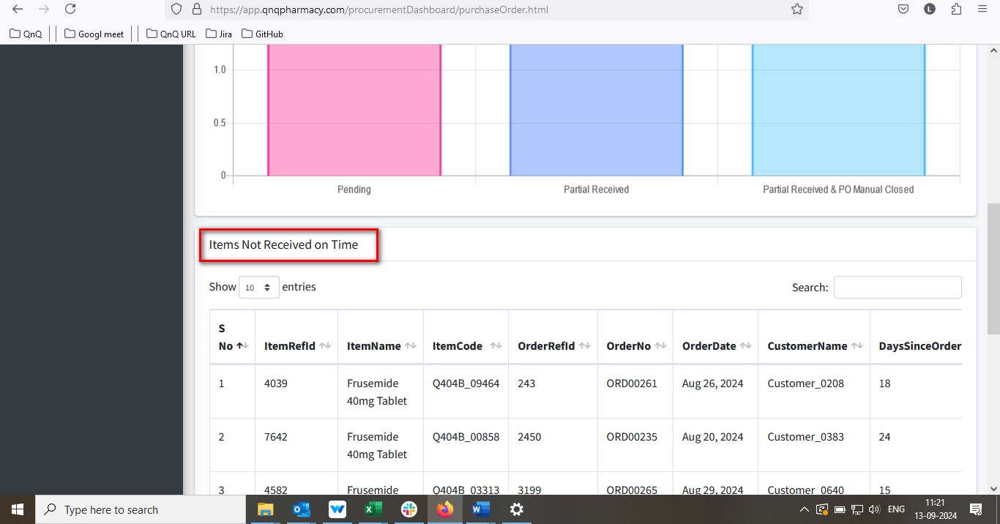 https://app.qnqpharmacy.com/procurementDashboard/purchaseOrder.html
L
QnQ
Googl meet
QnQ URL
Jira
GitHub
1.0
0.5
0
Pending
Partial Received
Partial Received & PO Manual Closed
Items Not Received on Time
Show 10 entries
Search:
S No ItemRefId ItemName ItemCode OrderRefId OrderNo OrderDate CustomerName DaysSinceOrder
1 4039 Frusemide 40mg Tablet Q404B_09464 243 ORD00261 Aug 26, 2024 Customer_0208 18
2 7642 Frusemide 40mg Tablet Q404B_00858 2450 ORD00235 Aug 20, 2024 Customer_0383 24
3 4582 Frusemide Q404B_03313 3199 ORD00265 Aug 29, 2024 Customer_0640 15
Type here to search
ENG
11:21
13-09-2024